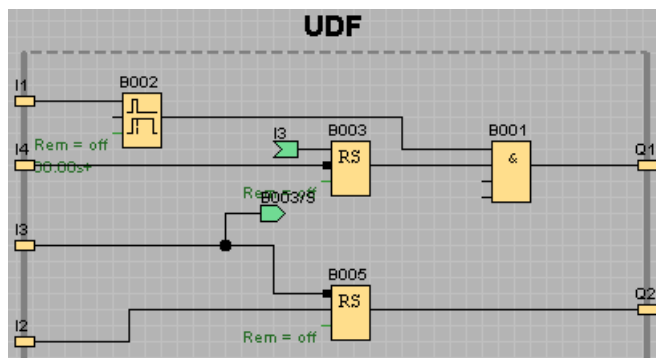 UDF
I1
B002
Rem = off
00.00s+
I4
I3
B003
RS
Rem = off
B001
&
Q1
B003/S
I3
B005
RS
Rem = off
Q2
I2